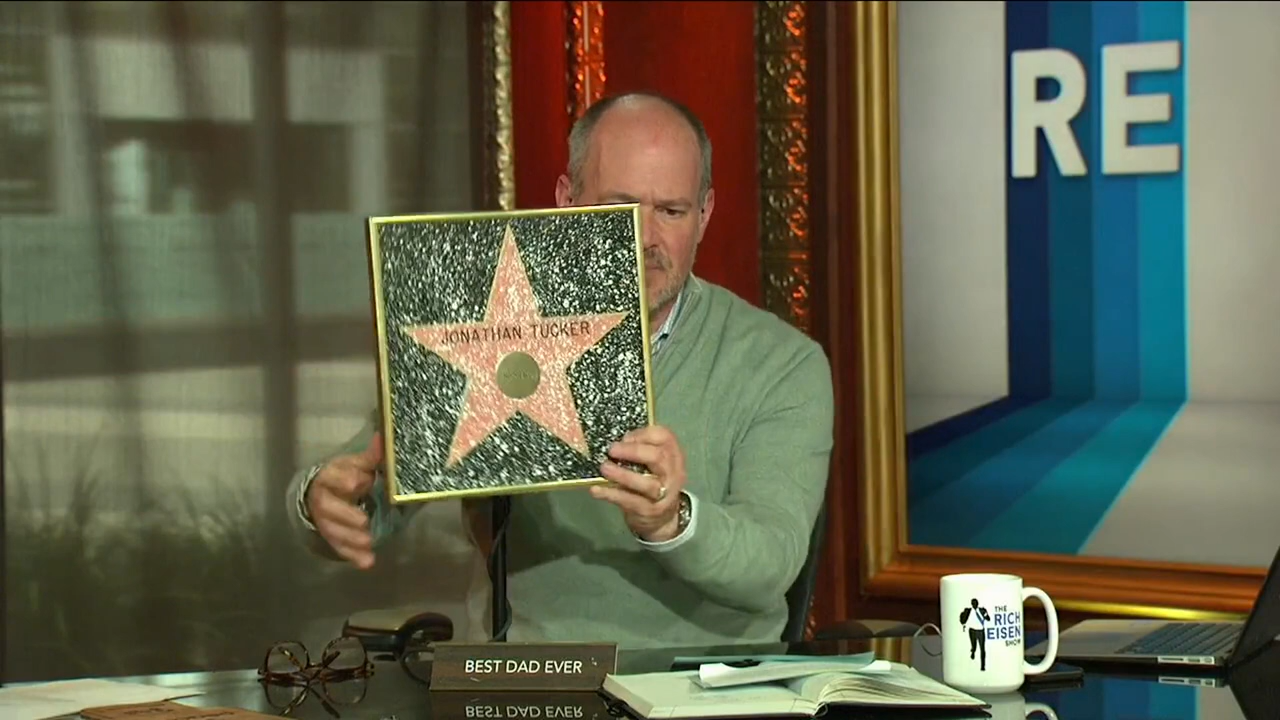 RE
JONATHAN TUCKER
THE
RICH
EISEN
SHOW
BEST DAD EVER
BEST DAD EVER